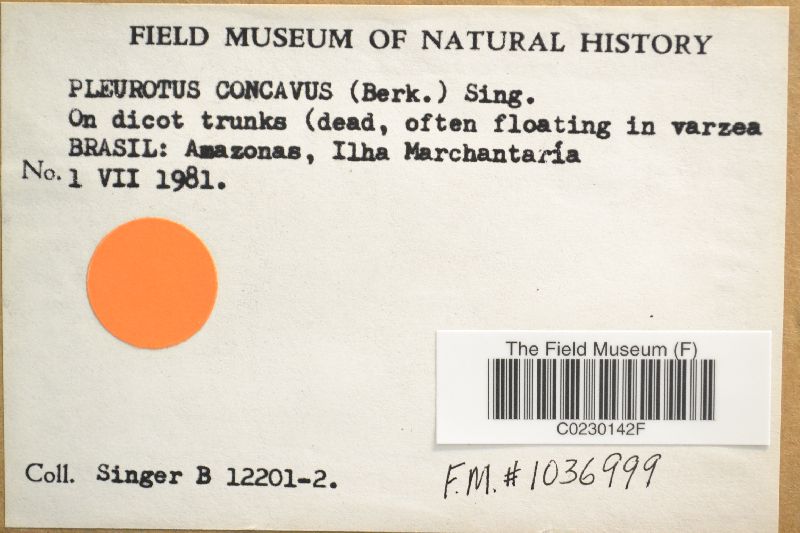 FIELD MUSEUM OF NATURAL HISTORY
PLEUROTUS CONCAVUS (Berk.) Sing.
On dicot trunks (dead, often floating in varzea
BRASIL: Amazonas, Ilha Marchantaría
No. 1 VII 1981.
The Field Museum (F)
C0230142F
Coll. Singer B 12201-2.
F.M.# 1036999